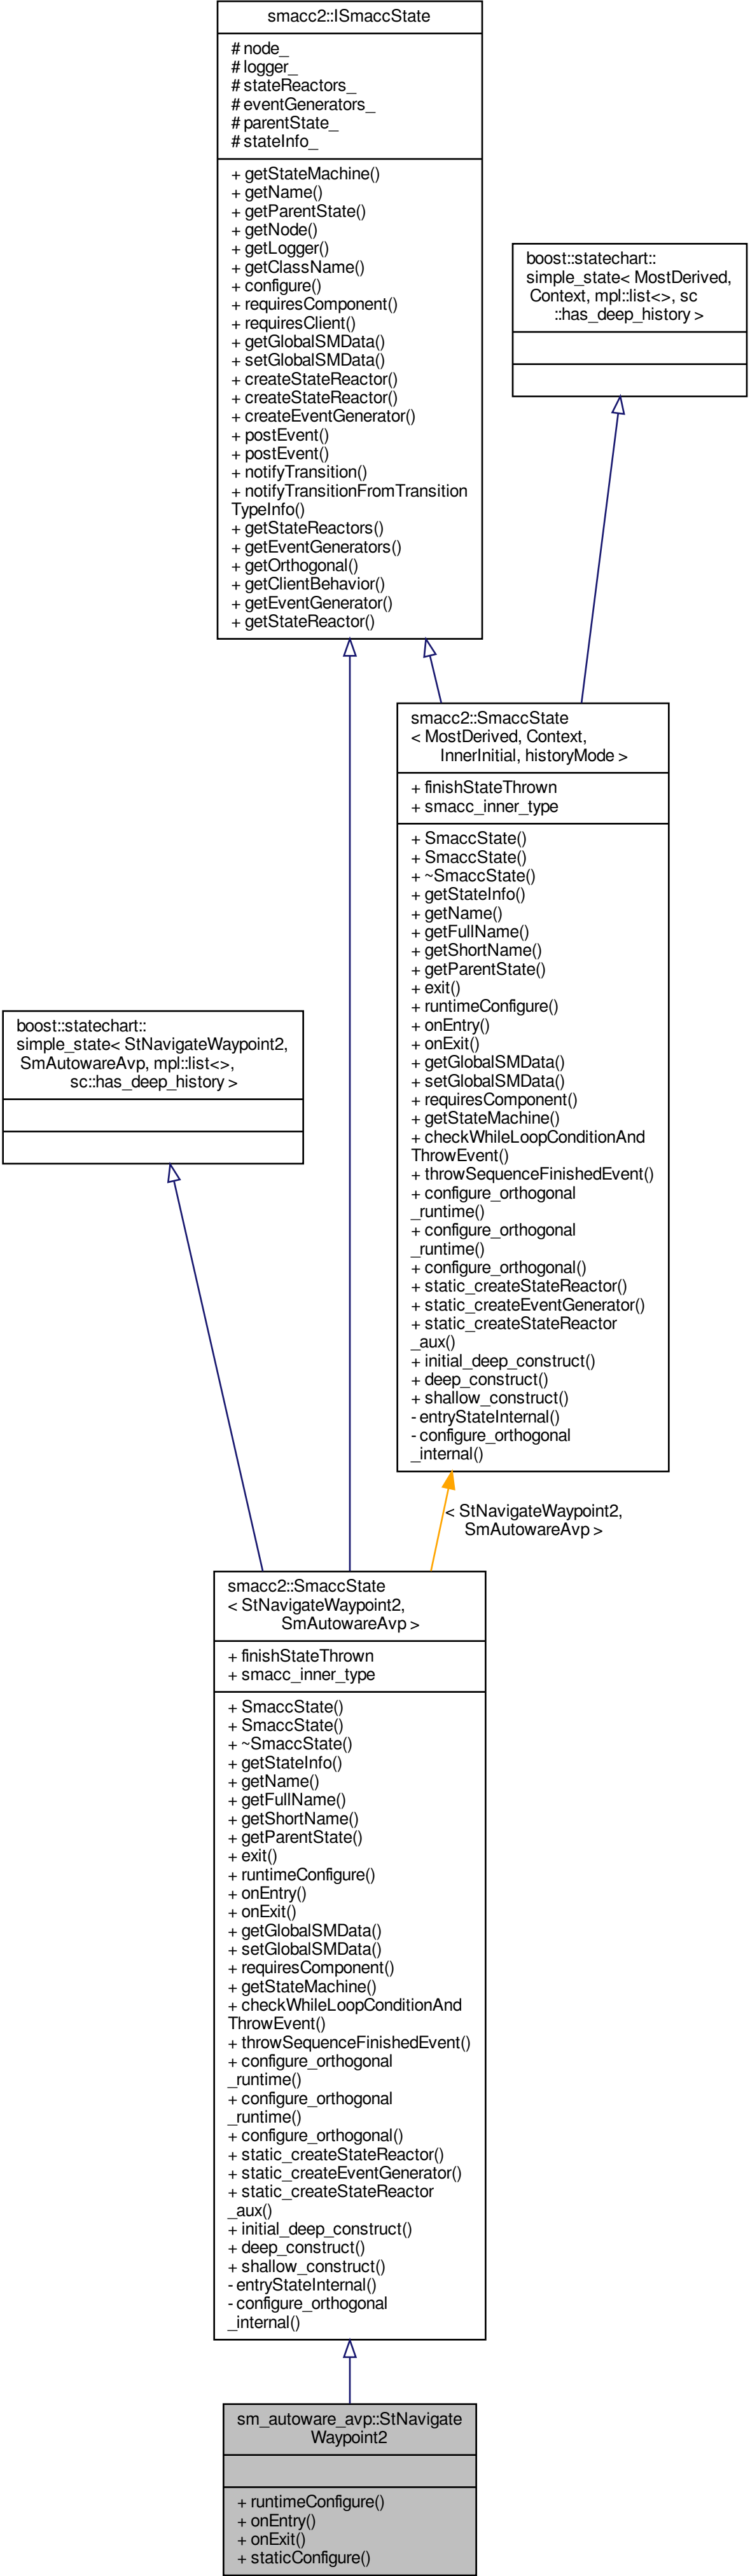 smacc2::ISmaccState
# node_
# logger_
# stateReactors_
# eventGenerators_
# parentState_
# stateInfo_
+ getStateMachine()
+ getName()
+ getParentState()
+ getNode()
+ getLogger()
+ getClassName()
+ configure()
+ requiresComponent()
+ requiresClient()
+ getGlobalSMData()
+ setGlobalSMData()
+ createStateReactor()
+ createStateReactor()
+ createEventGenerator()
+ postEvent()
+ postEvent()
+ notifyTransition()
+ notifyTransitionFromTransition
TypeInfo()
+ getStateReactors()
+ getEventGenerators()
+ getOrthogonal()
+ getClientBehavior()
+ getEventGenerator()
+ getStateReactor()
boost::statechart::
simple_state< MostDerived,
Context, mpl::list<>, sc
::has_deep_history >
smacc2::SmaccState
< MostDerived, Context,
InnerInitial, historyMode >
+ finishStateThrown
+ smacc_inner_type
+ SmaccState()
+ SmaccState()
+ ~SmaccState()
+ getStateInfo()
+ getName()
+ getFullName()
+ getShortName()
+ getParentState()
+ exit()
+ runtimeConfigure()
+ onEntry()
+ onExit()
+ getGlobalSMData()
+ setGlobalSMData()
+ requiresComponent()
+ getStateMachine()
+ checkWhileLoopConditionAnd
ThrowEvent()
+ throwSequenceFinishedEvent()
+ configure_orthogonal
_runtime()
+ configure_orthogonal
_runtime()
+ configure_orthogonal()
+ static_createStateReactor()
+ static_createEventGenerator()
+ static_createStateReactor
_aux()
+ initial_deep_construct()
+ deep_construct()
+ shallow_construct()
- entryStateInternal()
- configure_orthogonal
_internal()
boost::statechart::
simple_state< StNavigateWaypoint2,
SmAutowareAvp, mpl::list<>,
sc::has_deep_history >
< StNavigateWaypoint2,
SmAutowareAvp >
smacc2::SmaccState
< StNavigateWaypoint2,
SmAutowareAvp >
+ finishStateThrown
+ smacc_inner_type
+ SmaccState()
+ SmaccState()
+ ~SmaccState()
+ getStateInfo()
+ getName()
+ getFullName()
+ getShortName()
+ getParentState()
+ exit()
+ runtimeConfigure()
+ onEntry()
+ onExit()
+ getGlobalSMData()
+ setGlobalSMData()
+ requiresComponent()
+ getStateMachine()
+ checkWhileLoopConditionAnd
ThrowEvent()
+ throwSequenceFinishedEvent()
+ configure_orthogonal
_runtime()
+ configure_orthogonal
_runtime()
+ configure_orthogonal()
+ static_createStateReactor()
+ static_createEventGenerator()
+ static_createStateReactor
_aux()
+ initial_deep_construct()
+ deep_construct()
+ shallow_construct()
- entryStateInternal()
- configure_orthogonal
_internal()
sm_autoware_avp::StNavigate
Waypoint2
+ runtimeConfigure()
+ onEntry()
+ onExit()
+ staticConfigure()